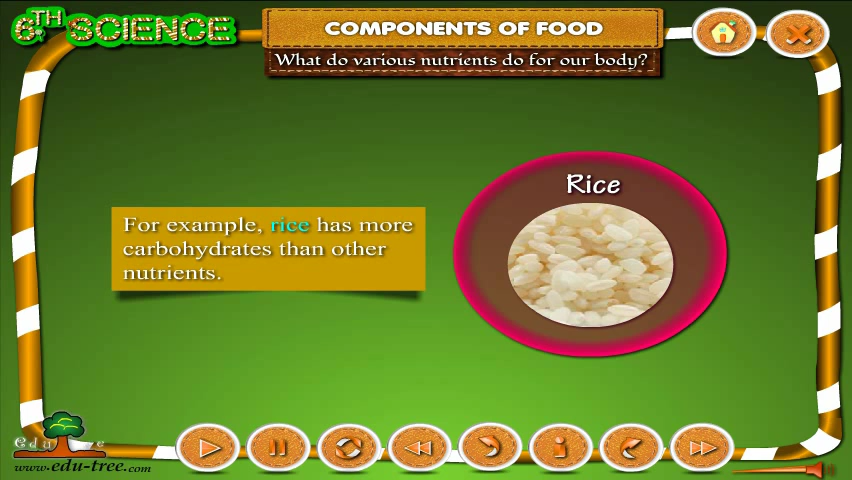 6TH SCIENCE
COMPONENTS OF FOOD
What do various nutrients do for our body?
Rice
For example, rice has more
carbohydrates than other
nutrients.
www.edu-tree.com